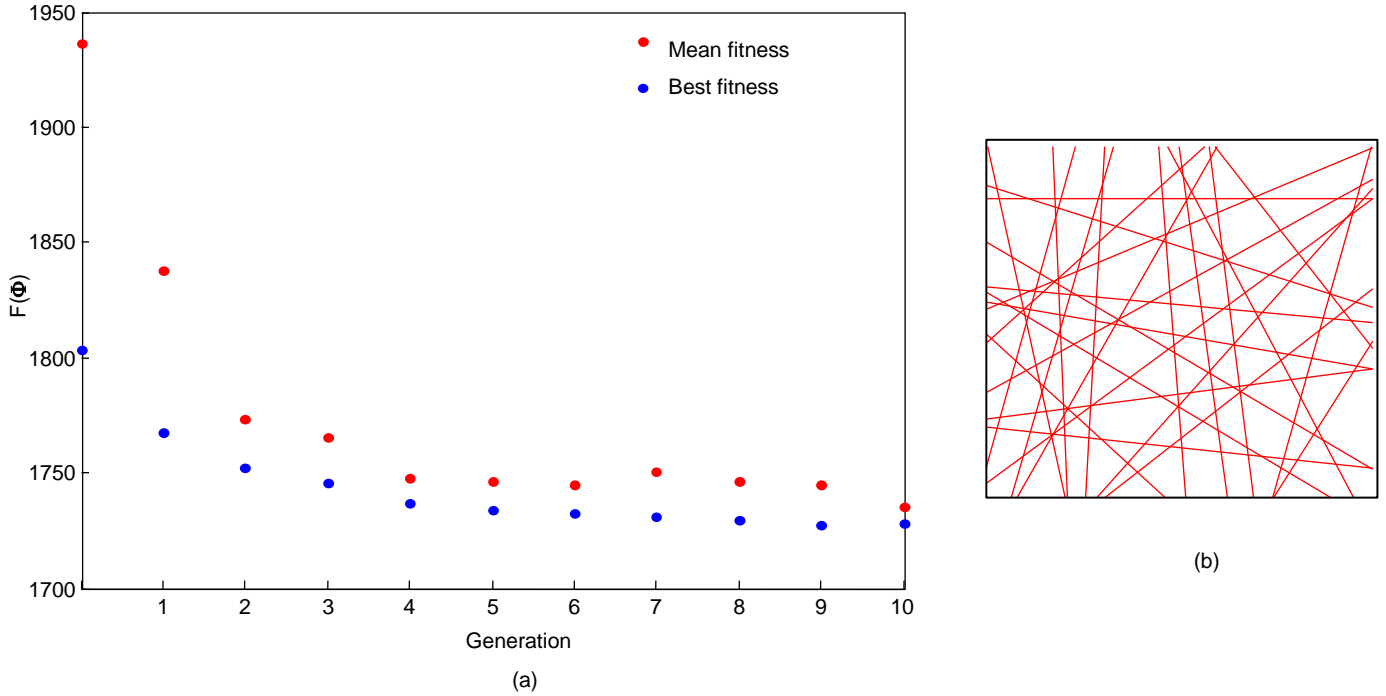 1950
1900
1850
1800
1750
1700
F(Φ)
Mean fitness
Best fitness
1 2 3 4 5 6 7 8 9 10
Generation
(a)
(b)